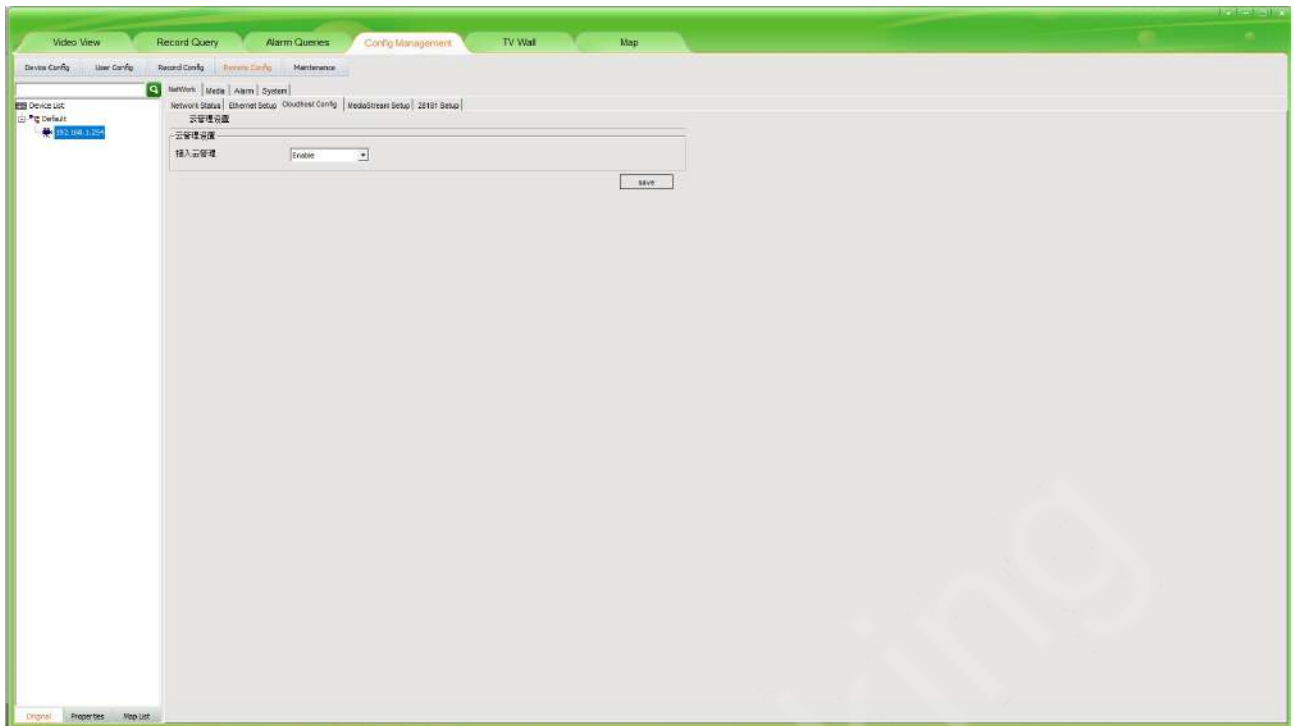 Video View Record Query Alarm Queries Config Management TV Wall Map
Device Config User Config Record Config Remote Config Maintenance
NetWork Media Alarm System
Device List
Network Status Ethernet Setup Cloudhost Config MediaStream Setup 28181 Setup
Default
云管理设置
192.168.1.254
云管理设置
接入云管理 Enable
save
king
Original Properties Map List